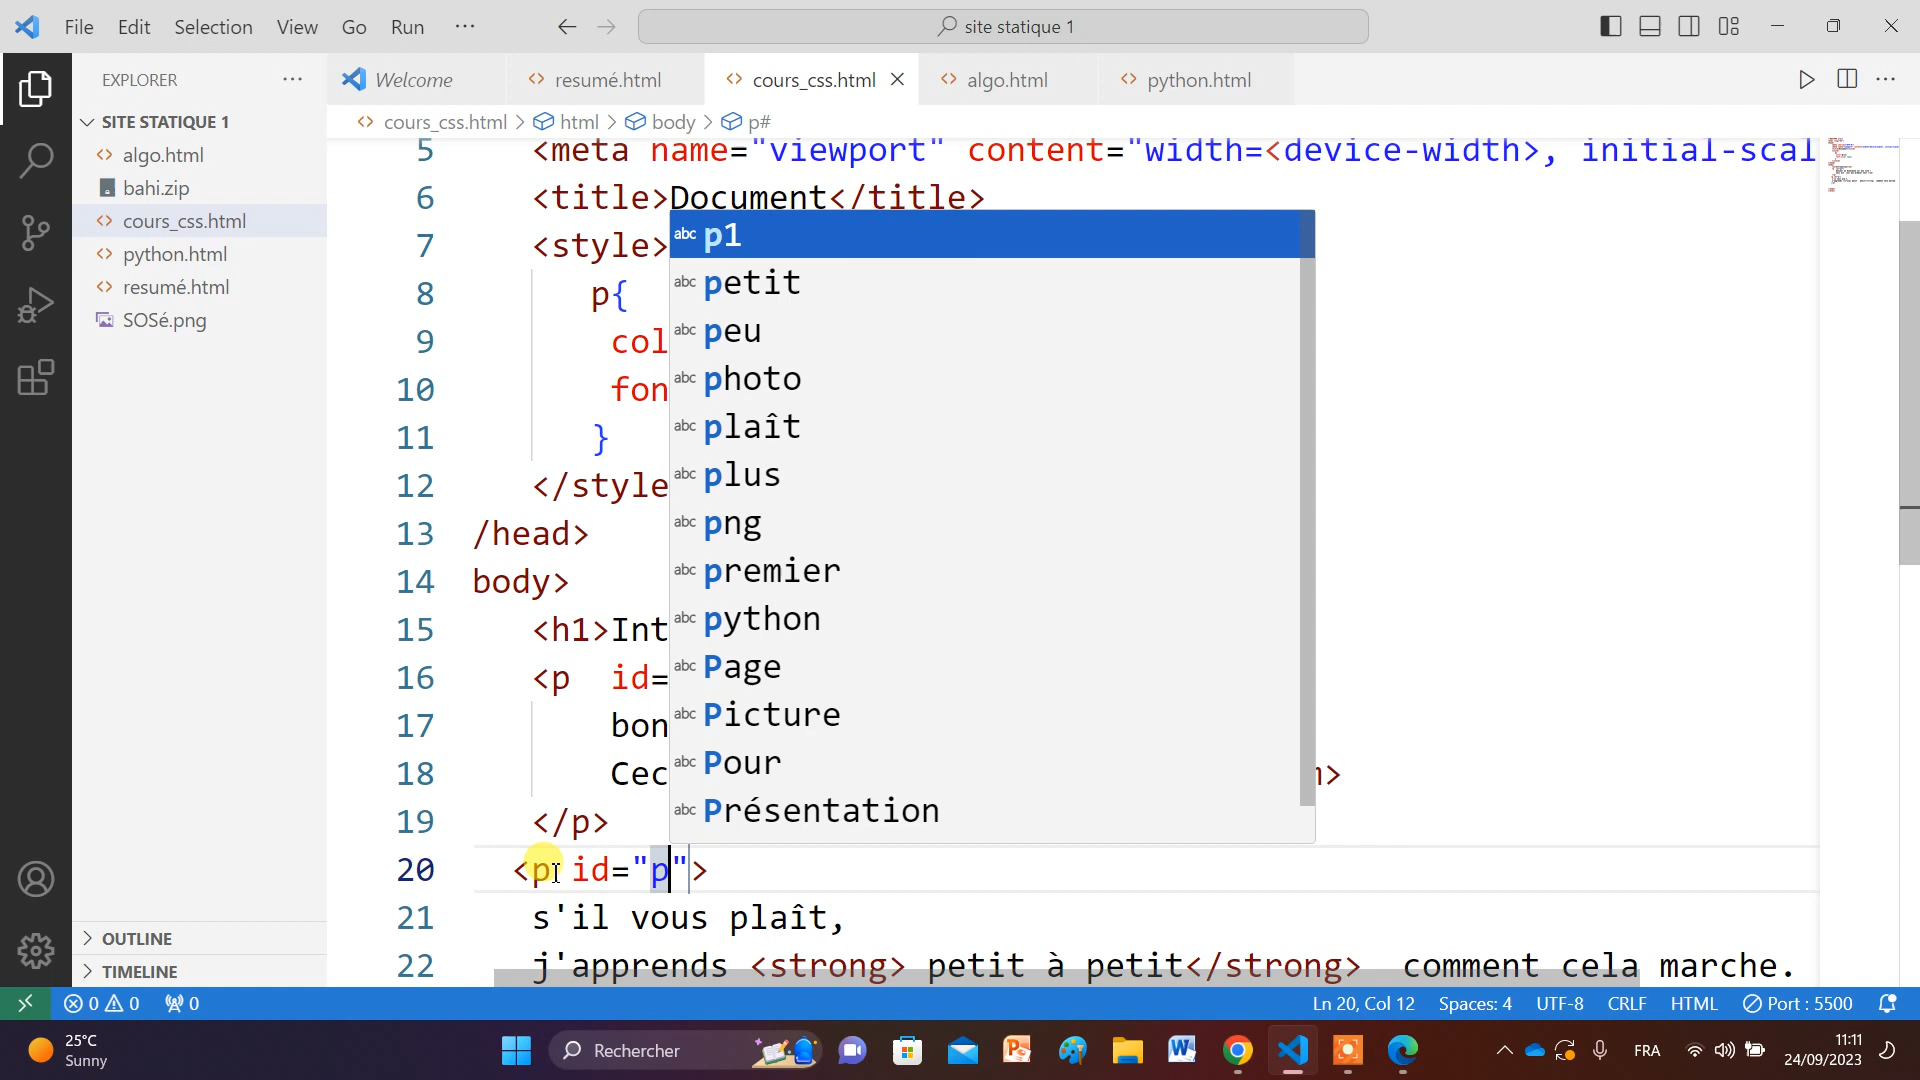 File Edit Selection View Go Run ··· site statique 1
EXPLORER ···
Welcome resumé.html cours_css.html algo.html python.html ···
SITE STATIQUE 1
algo.html
bahi.zip
cours_css.html
python.html
resumé.html
SOSé.png
OUTLINE
TIMELINE
cours_css.html > html > body > p#
5 <meta name="viewport" content="width=<device-width>, initial-scal
6 <title>Document</title>
7 <style>
8 p{
9 col
10 fon
11 }
12 </style
13 /head>
14 body>
15 <h1>Int
16 <p id=
17 bon
18 Cec >
19 </p>
20 <p id="p">
21 s'il vous plaît,
22 j'apprends <strong> petit à petit</strong> comment cela marche.
abc p1
abc petit
abc peu
abc photo
abc plaît
abc plus
abc png
abc premier
abc python
abc Page
abc Picture
abc Pour
abc Présentation
0 0 0 Ln 20, Col 12 Spaces: 4 UTF-8 CRLF HTML Port : 5500
25°C
Sunny
Rechercher
FRA
11:11
24/09/2023